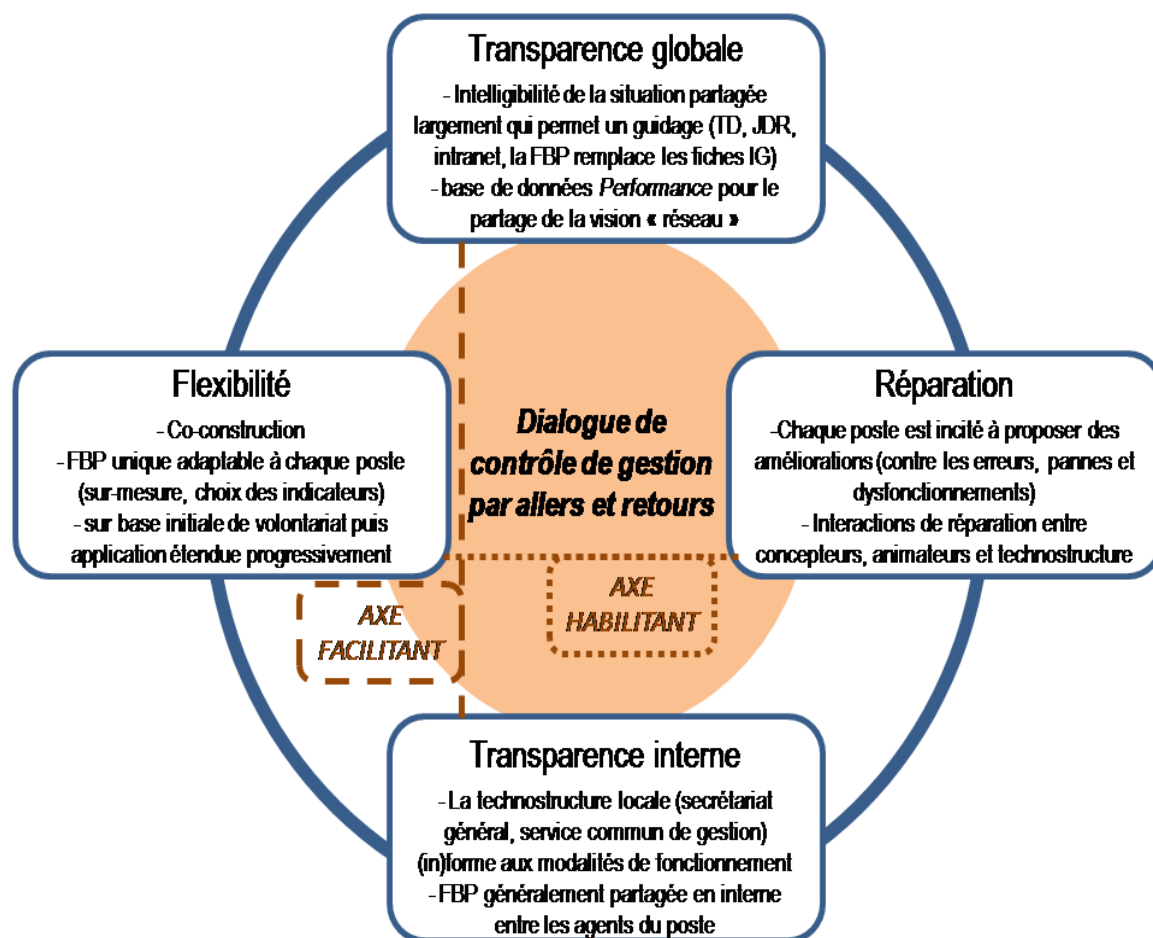 Transparence globale
- Intelligibilité de la situation partagée
largement qui permet un guidage (TD, JDR,
intranet, la FBP remplace les fiches IG)
- base de données Performance pour le
partage de la vision « réseau »
Flexibilité
- Co-construction
- FBP unique adaptable à chaque poste
(sur-mesure, choix des indicateurs)
- sur base initiale de volontariat puis
application étendue progressivement
Dialogue de
contrôle de gestion
par allers et retours
Réparation
-Chaque poste est incité à proposer des
améliorations (contre les erreurs, pannes et
dysfonctionnements)
- Interactions de réparation entre
concepteurs, animateurs et technostructure
AXE
FACILITANT
AXE
HABILITANT
Transparence interne
- La technostructure locale (secrétariat
général, service commun de gestion)
(in)forme aux modalités de fonctionnement
- FBP généralement partagée en interne
entre les agents du poste